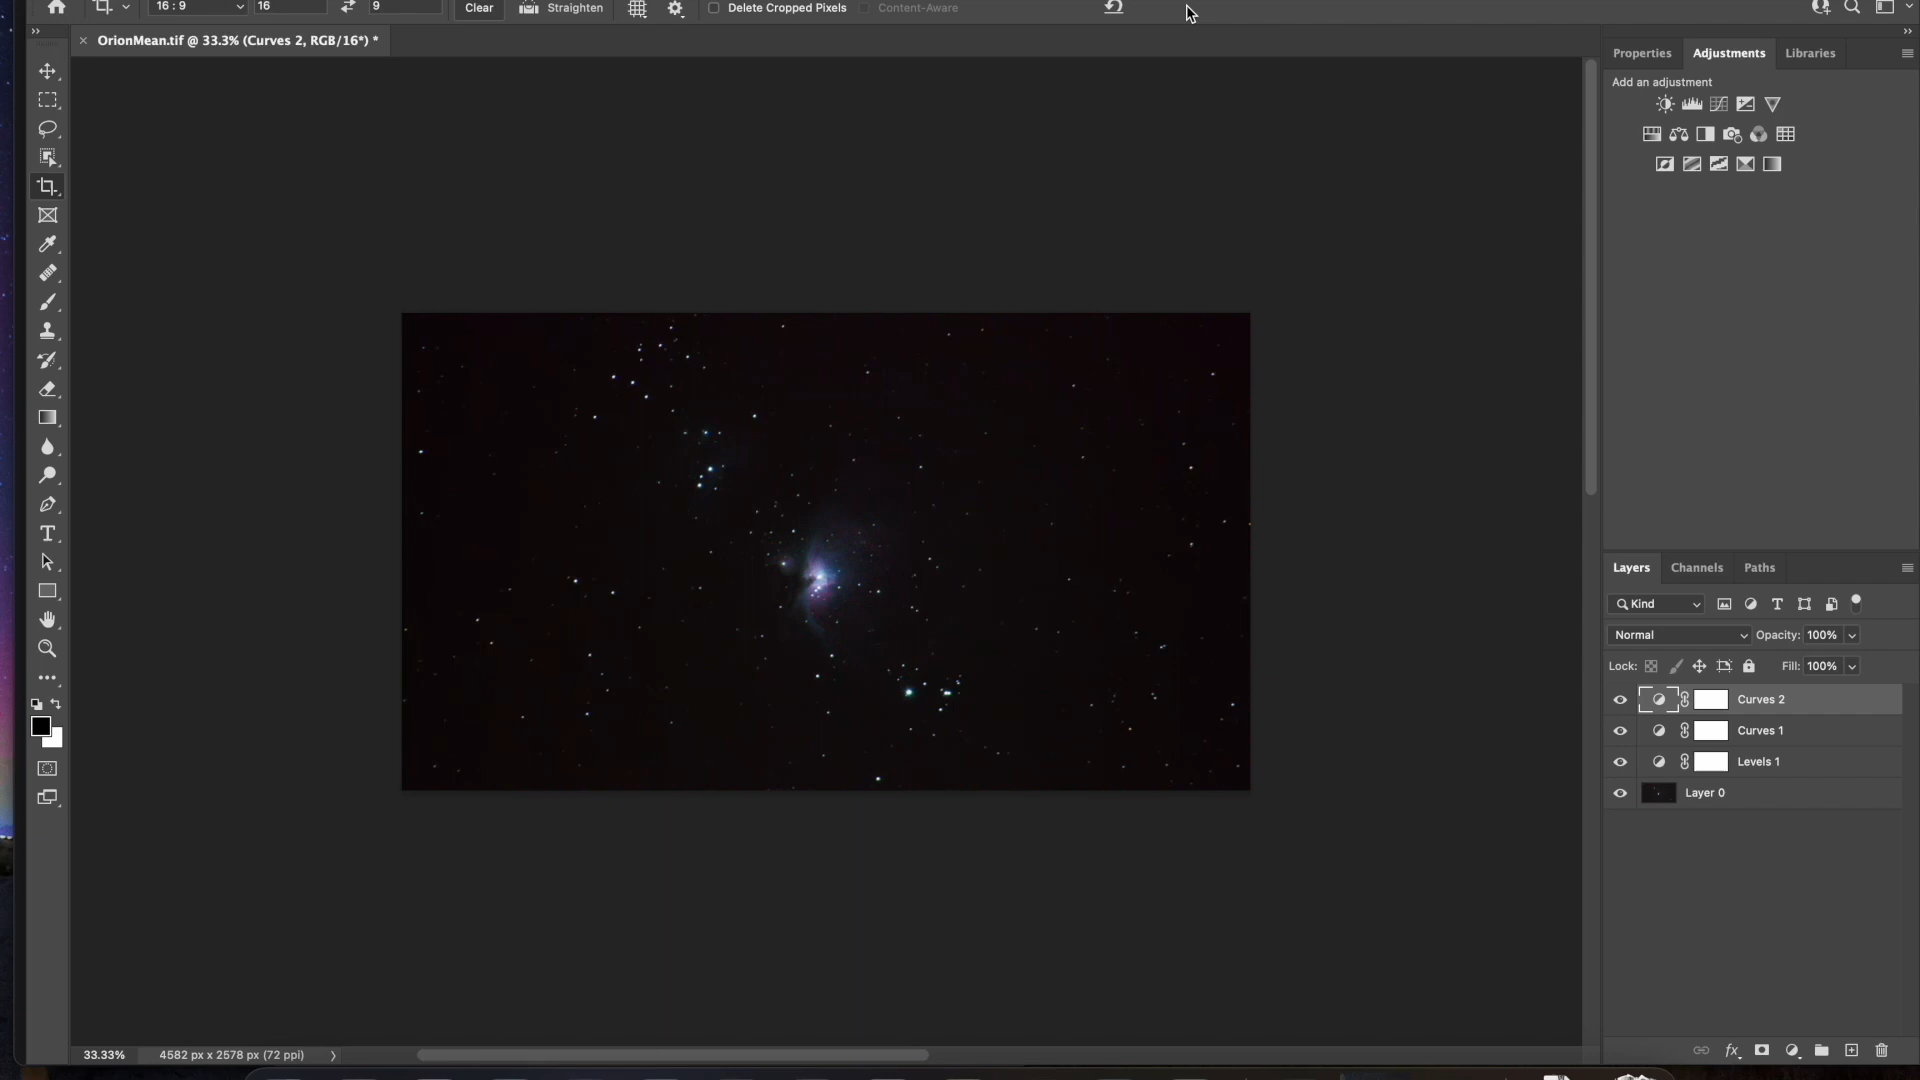 16 : 9 16 9 Clear Straighten Delete Cropped Pixels Content-Aware
OrionMean.tif @ 33.3% (Curves 2, RGB/16*) *
Properties Adjustments Libraries
Add an adjustment
Layers Channels Paths
Kind
Normal Opacity: 100%
Lock: Fill: 100%
Curves 2
Curves 1
Levels 1
Layer 0
33.33% 4582 px x 2578 px (72 ppi)